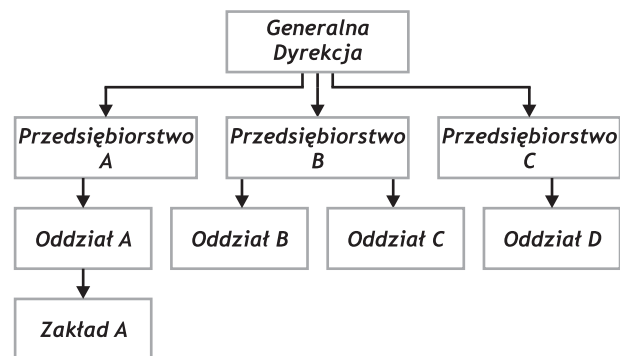 Generalna
Dyrekcja
Przedsiębiorstwo
A
Przedsiębiorstwo
B
Przedsiębiorstwo
C
Oddział A
Oddział B
Oddział C
Oddział D
Zakład A